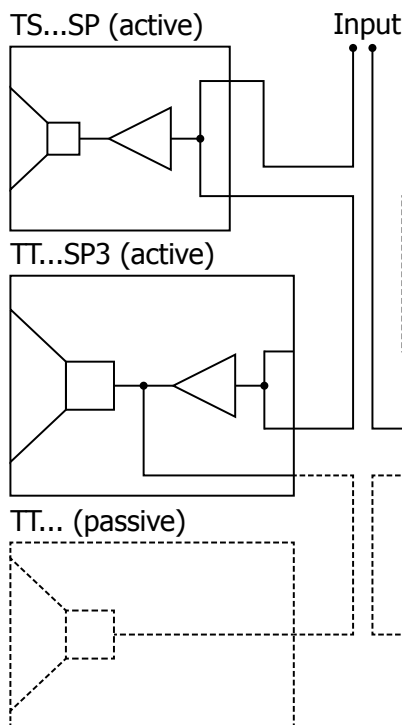 TS...SP (active)
Input
TT...SP3 (active)
TT... (passive)